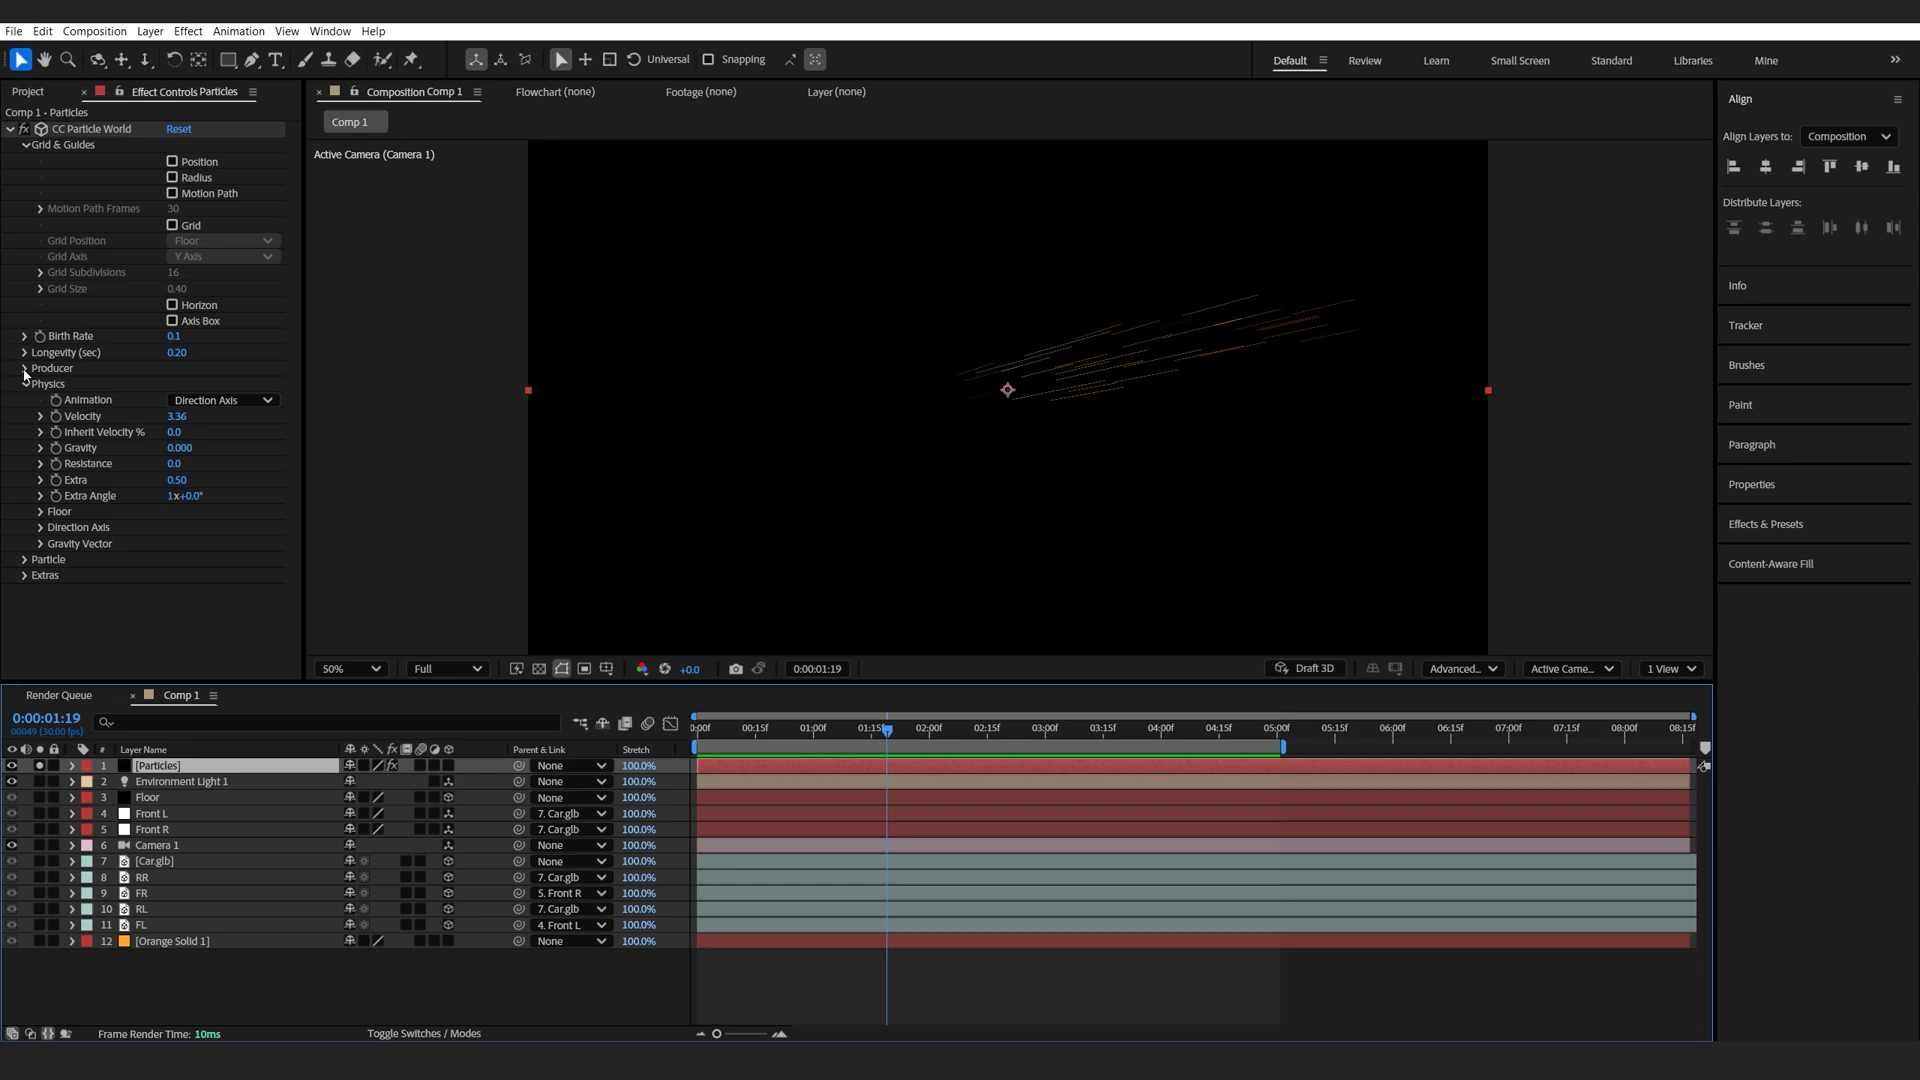 File Edit Composition Layer Effect Animation View Window Help
Universal Snapping Default Review Learn Small Screen Standard Libraries Mine
Project × Effect Controls Particles × Composition Comp 1 Flowchart (none) Footage (none) Layer (none)
Align
Comp 1 • Particles
Comp 1
fx CC Particle World Reset
Align Layers to: Composition
Grid & Guides
Active Camera (Camera 1)
Position
Radius
Motion Path
Distribute Layers:
Motion Path Frames 30
Grid
Grid Position Floor
Grid Axis Y Axis
Grid Subdivisions 16
Grid Size 0.40
Info
Horizon
Axis Box
Tracker
Birth Rate 0.1
Longevity (sec) 0.20
Producer
Brushes
Physics
Animation Direction Axis
Paint
Velocity 3.36
Inherit Velocity % 0.0
Gravity 0.000
Paragraph
Resistance 0.0
Extra 0.50
Properties
Extra Angle 1x+0.0°
Floor
Direction Axis
Effects & Presets
Gravity Vector
Particle
Content-Aware Fill
Extras
50% Full +0.0 0:00:01:19 Draft 3D Advanced... Active Came... 1 View
Render Queue × Comp 1
0:00:01:19
00049 (30.00 fps)
0:00f 00:15f 01:00f 01:15f 02:00f 02:15f 03:00f 03:15f 04:00f 04:15f 05:00f 05:15f 06:00f 06:15f 07:00f 07:15f 08:00f 08:15f
# Layer Name fx Parent & Link Stretch
1 [Particles] fx None 100.0%
2 Environment Light 1 None 100.0%
3 Floor None 100.0%
4 Front L 7. Car.glb 100.0%
5 Front R 7. Car.glb 100.0%
6 Camera 1 None 100.0%
7 [Car.glb] None 100.0%
8 RR 7. Car.glb 100.0%
9 FR 5. Front R 100.0%
10 RL 7. Car.glb 100.0%
11 FL 4. Front L 100.0%
12 [Orange Solid 1] None 100.0%
Frame Render Time: 10ms Toggle Switches / Modes